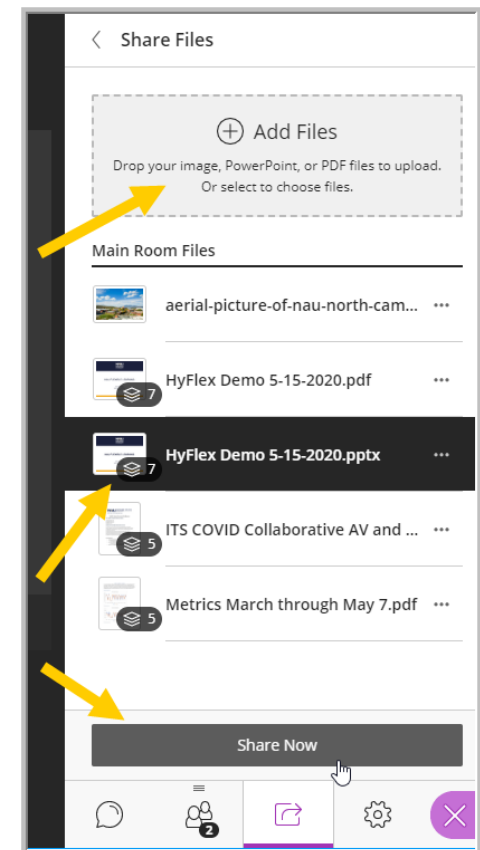 Share Files
Add Files
Drop your image, PowerPoint, or PDF files to upload.
Or select to choose files.
Main Room Files
aerial-picture-of-nau-north-cam...
HyFlex Demo 5-15-2020.pdf
7
HyFlex Demo 5-15-2020.pptx
7
ITS COVID Collaborative AV and ...
5
Metrics March through May 7.pdf
5
Share Now
2